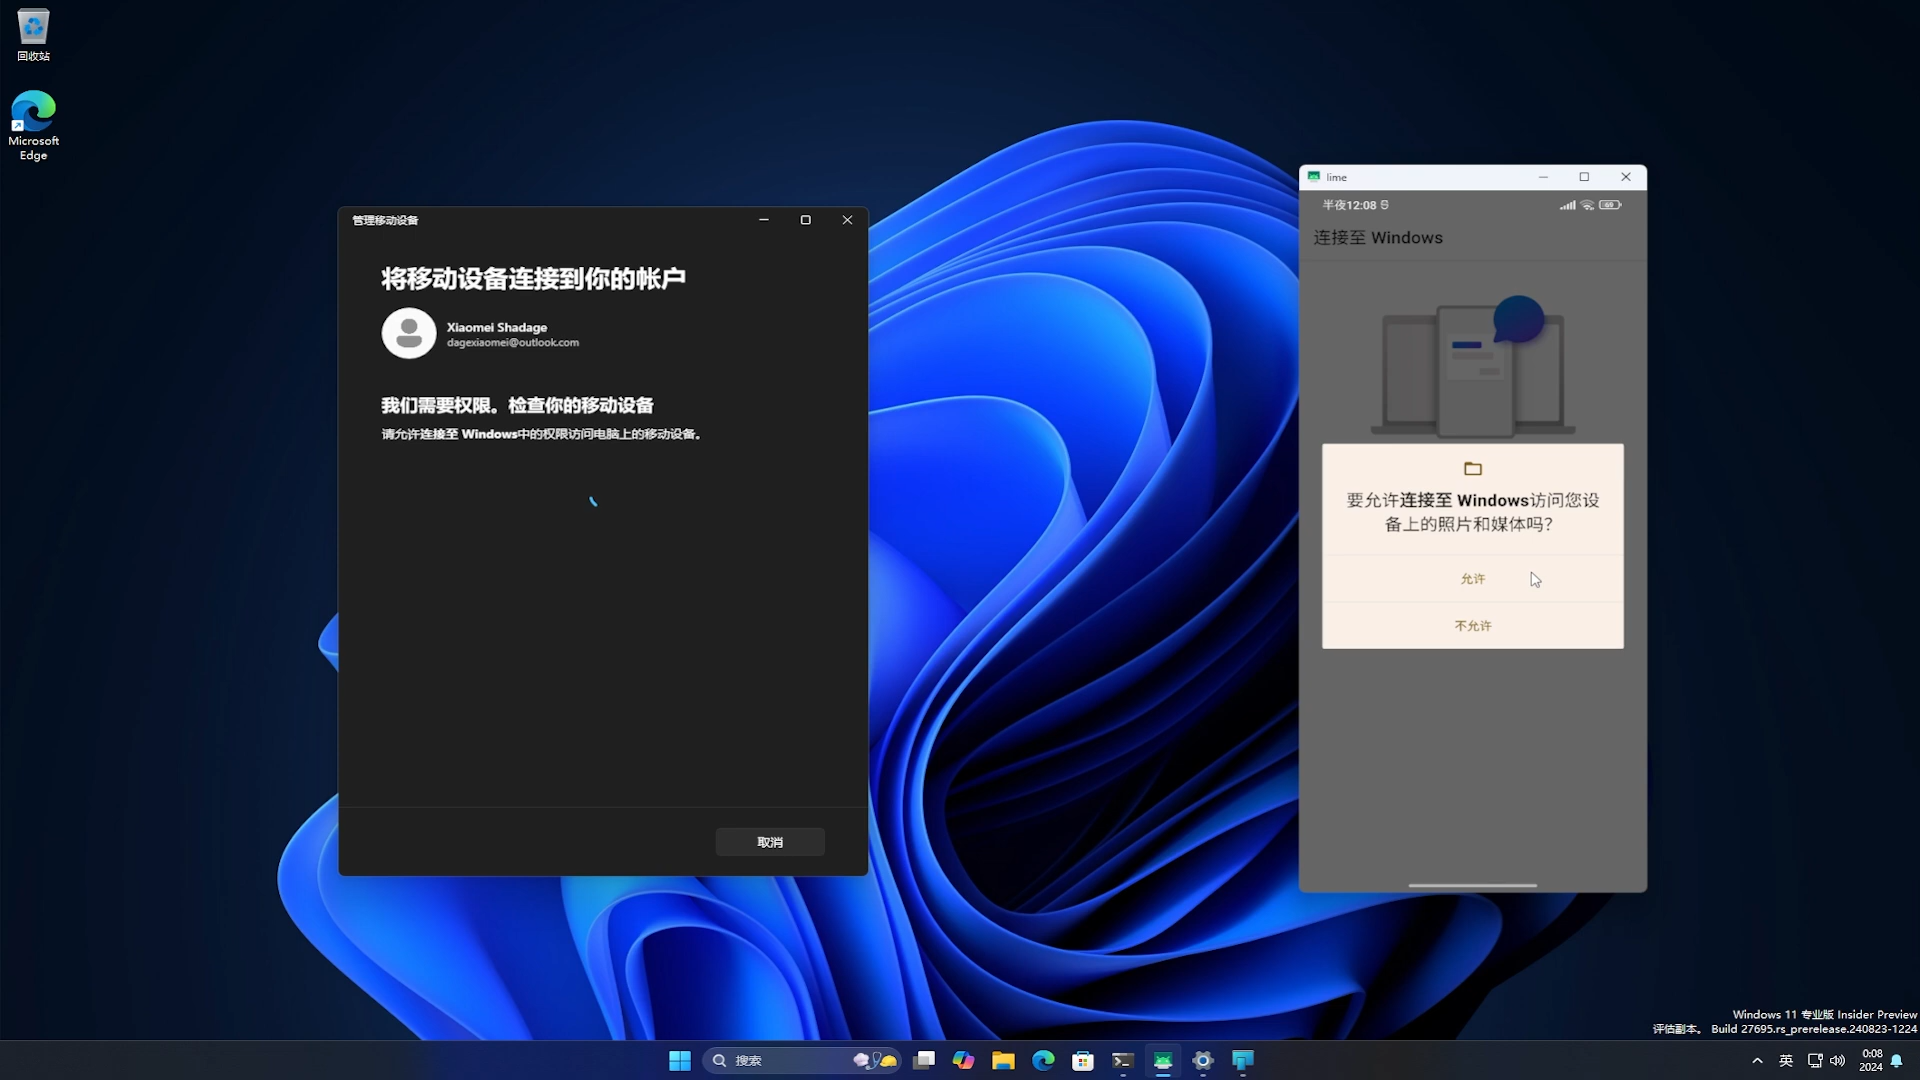 回收站
Microsoft
Edge
管理移动设备
将移动设备连接到你的帐户
Xiaomei Shadage
dagexiaomei@outlook.com
我们需要权限。检查你的移动设备
请允许连接至 Windows中的权限访问电脑上的移动设备。
取消
lime
半夜12:08
69
连接至 Windows
要允许连接至 Windows访问您设
备上的照片和媒体吗？
允许
不允许
Windows 11 专业版 Insider Preview
评估副本。 Build 27695.rs_prerelease.240823-1224
搜索
英
0:08
2024